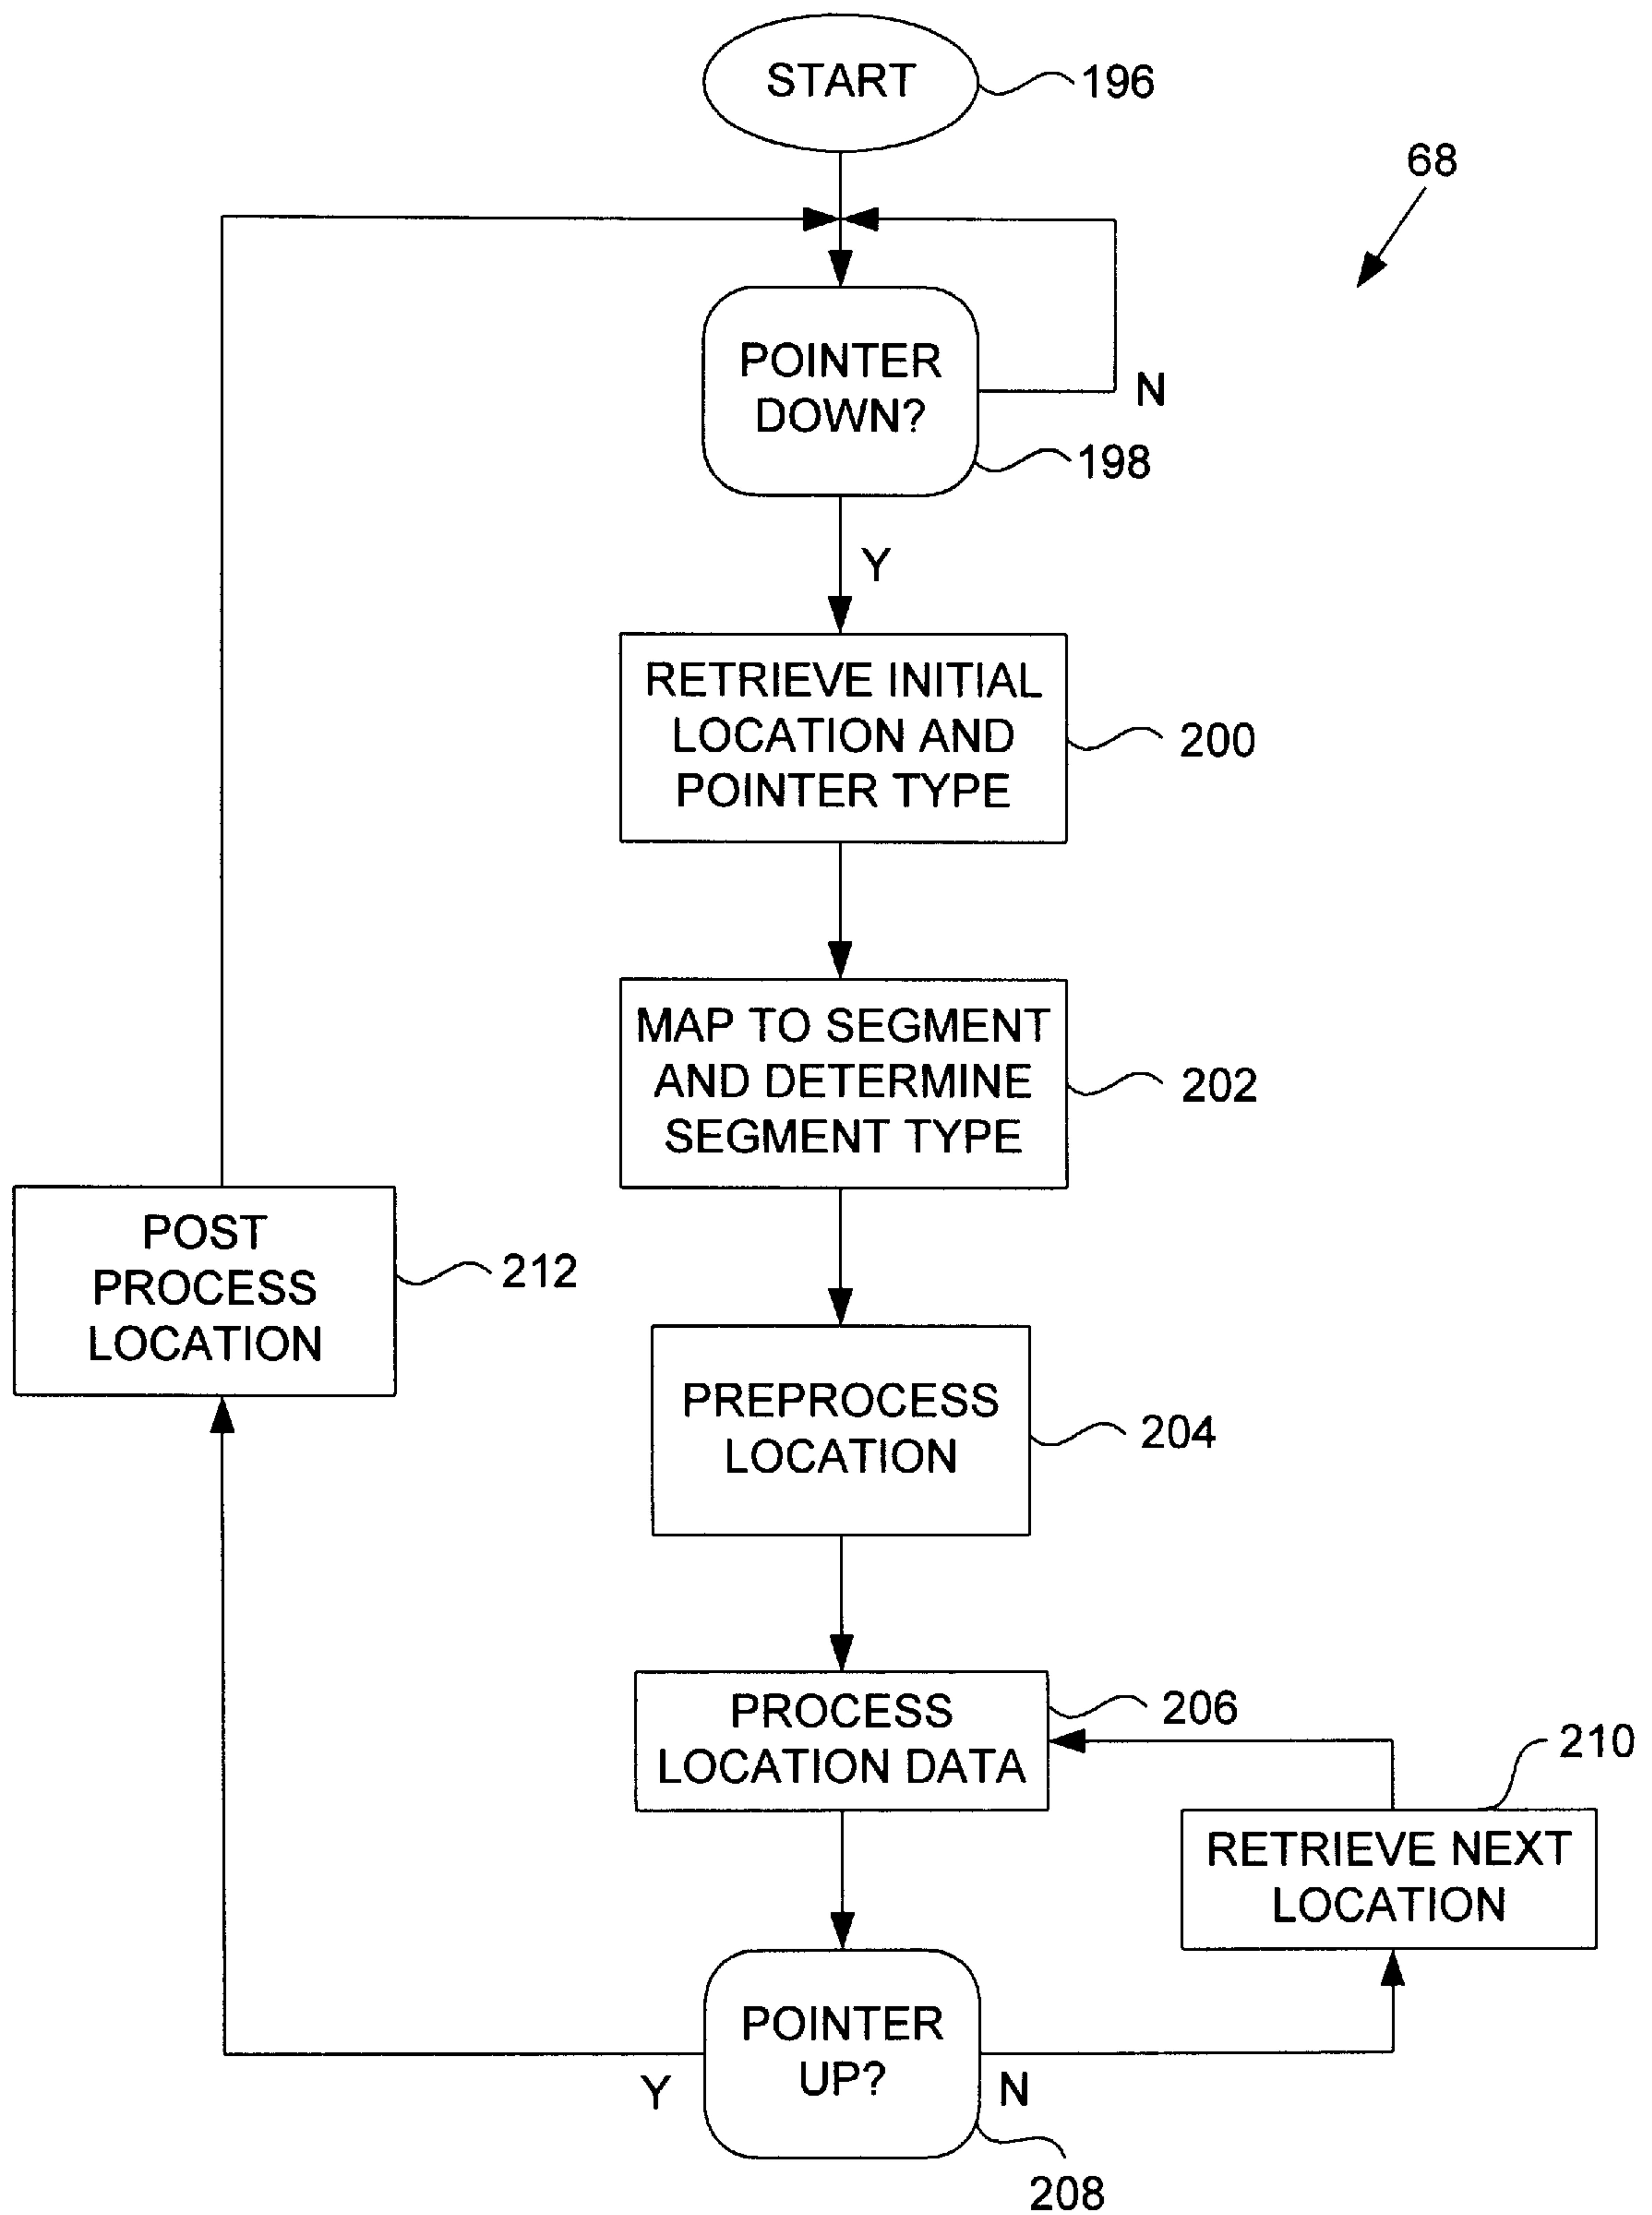 START
196
68
POINTER
DOWN?
N
198
Y
RETRIEVE INITIAL
LOCATION AND
POINTER TYPE
200
MAP TO SEGMENT
AND DETERMINE
SEGMENT TYPE
202
POST
PROCESS
LOCATION
212
PREPROCESS
LOCATION
204
PROCESS
LOCATION DATA
206
210
RETRIEVE NEXT
LOCATION
POINTER
UP?
Y
N
208